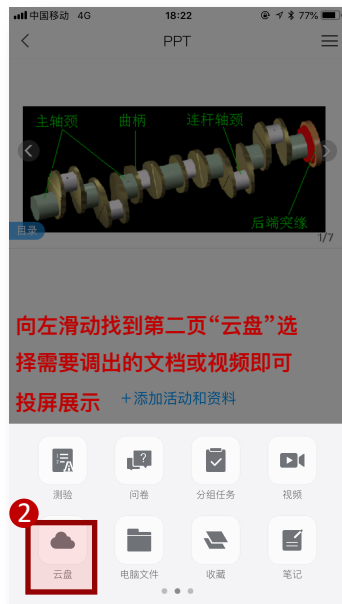 中国移动 4G 18:22 77%
PPT
主轴颈 曲柄 连杆轴颈
后端突缘
目录
1/7
向左滑动找到第二页“云盘”选
择需要调出的文档或视频即可
投屏展示 +添加活动和资料
测验 问卷 分组任务 视频
2
云盘 电脑文件 收藏 笔记